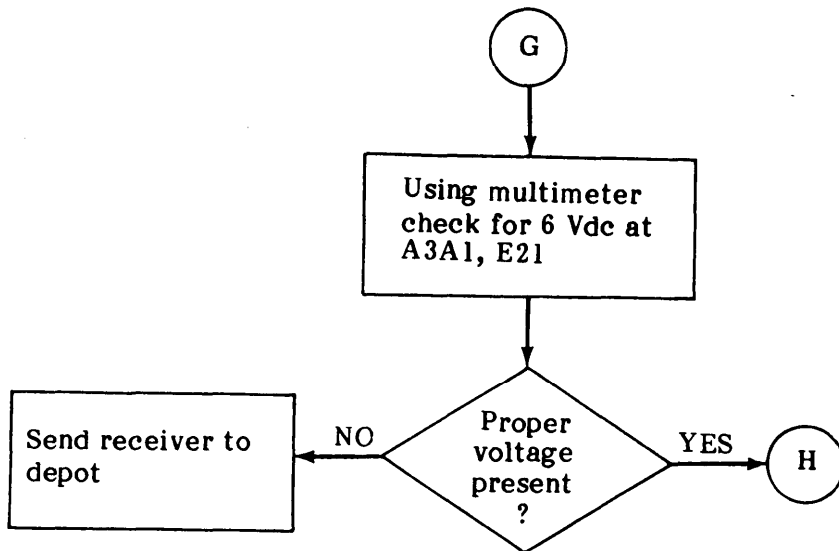 G
Using multimeter
check for 6 Vdc at
A3A1, E21
Proper
voltage
present
?
NO
Send receiver to
depot
YES
H